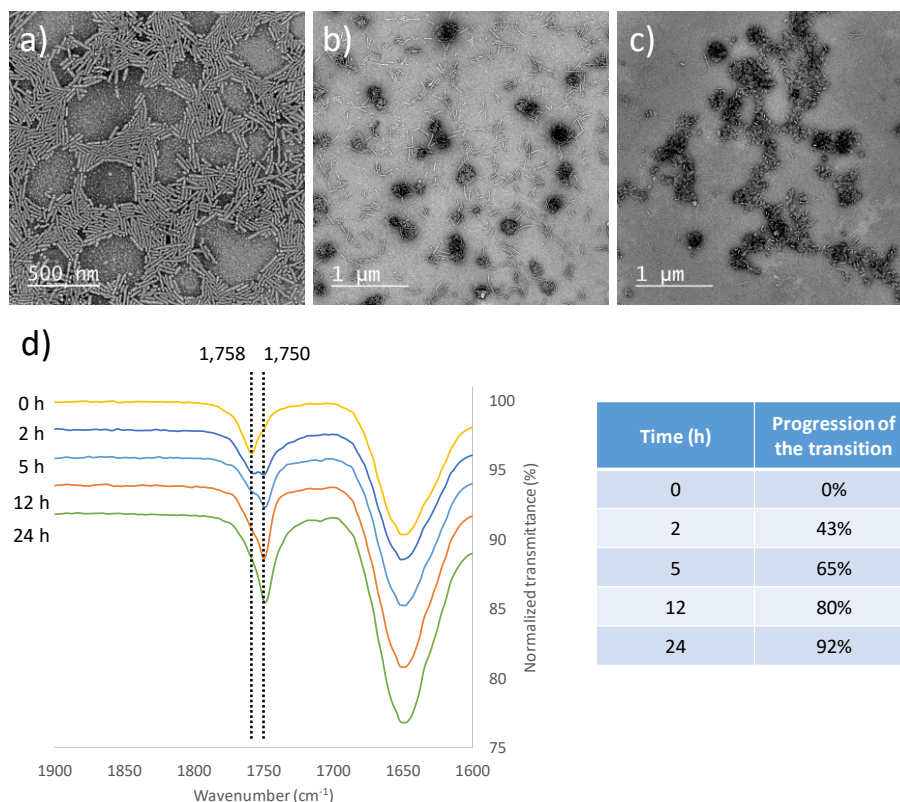 a)
b)
c)
500 nm
1 µm
1 µm
d)
1,758
1,750
0 h
2 h
5 h
12 h
24 h
100
95
90
85
80
75
Normalized transmittance (%)
1900
1850
1800
1750
1700
1650
1600
Wavenumber (cm⁻¹)
Time (h)
Progression of
the transition
0
0%
2
43%
5
65%
12
80%
24
92%